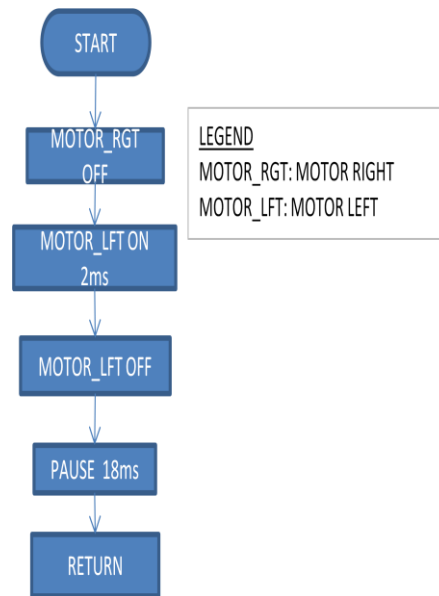 START
MOTOR_RGT
OFF
MOTOR_LFT ON
2ms
MOTOR_LFT OFF
PAUSE 18ms
RETURN
LEGEND
MOTOR_RGT: MOTOR RIGHT
MOTOR_LFT: MOTOR LEFT